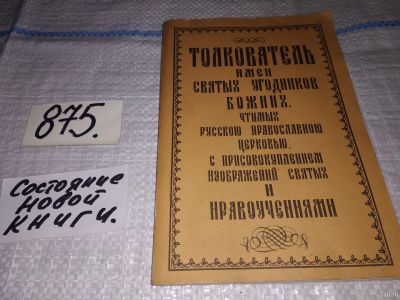 875.
Состояние
новой
книги.
ТОЛКОВАТЕЛЬ
имен
СВЯТЫХ УГОДНИКОВ
БОЖИИХ.
ЧТИМЫХ
РУССКОЮ ПРАВОСЛАВНОЮ
ЦЕРКОВЬЮ.
С ПРИСОВОКУПЛЕНИЕМ
ИЗОБРАЖЕНИЙ СВЯТЫХ
И
НРАВОУЧЕНИЯМИ